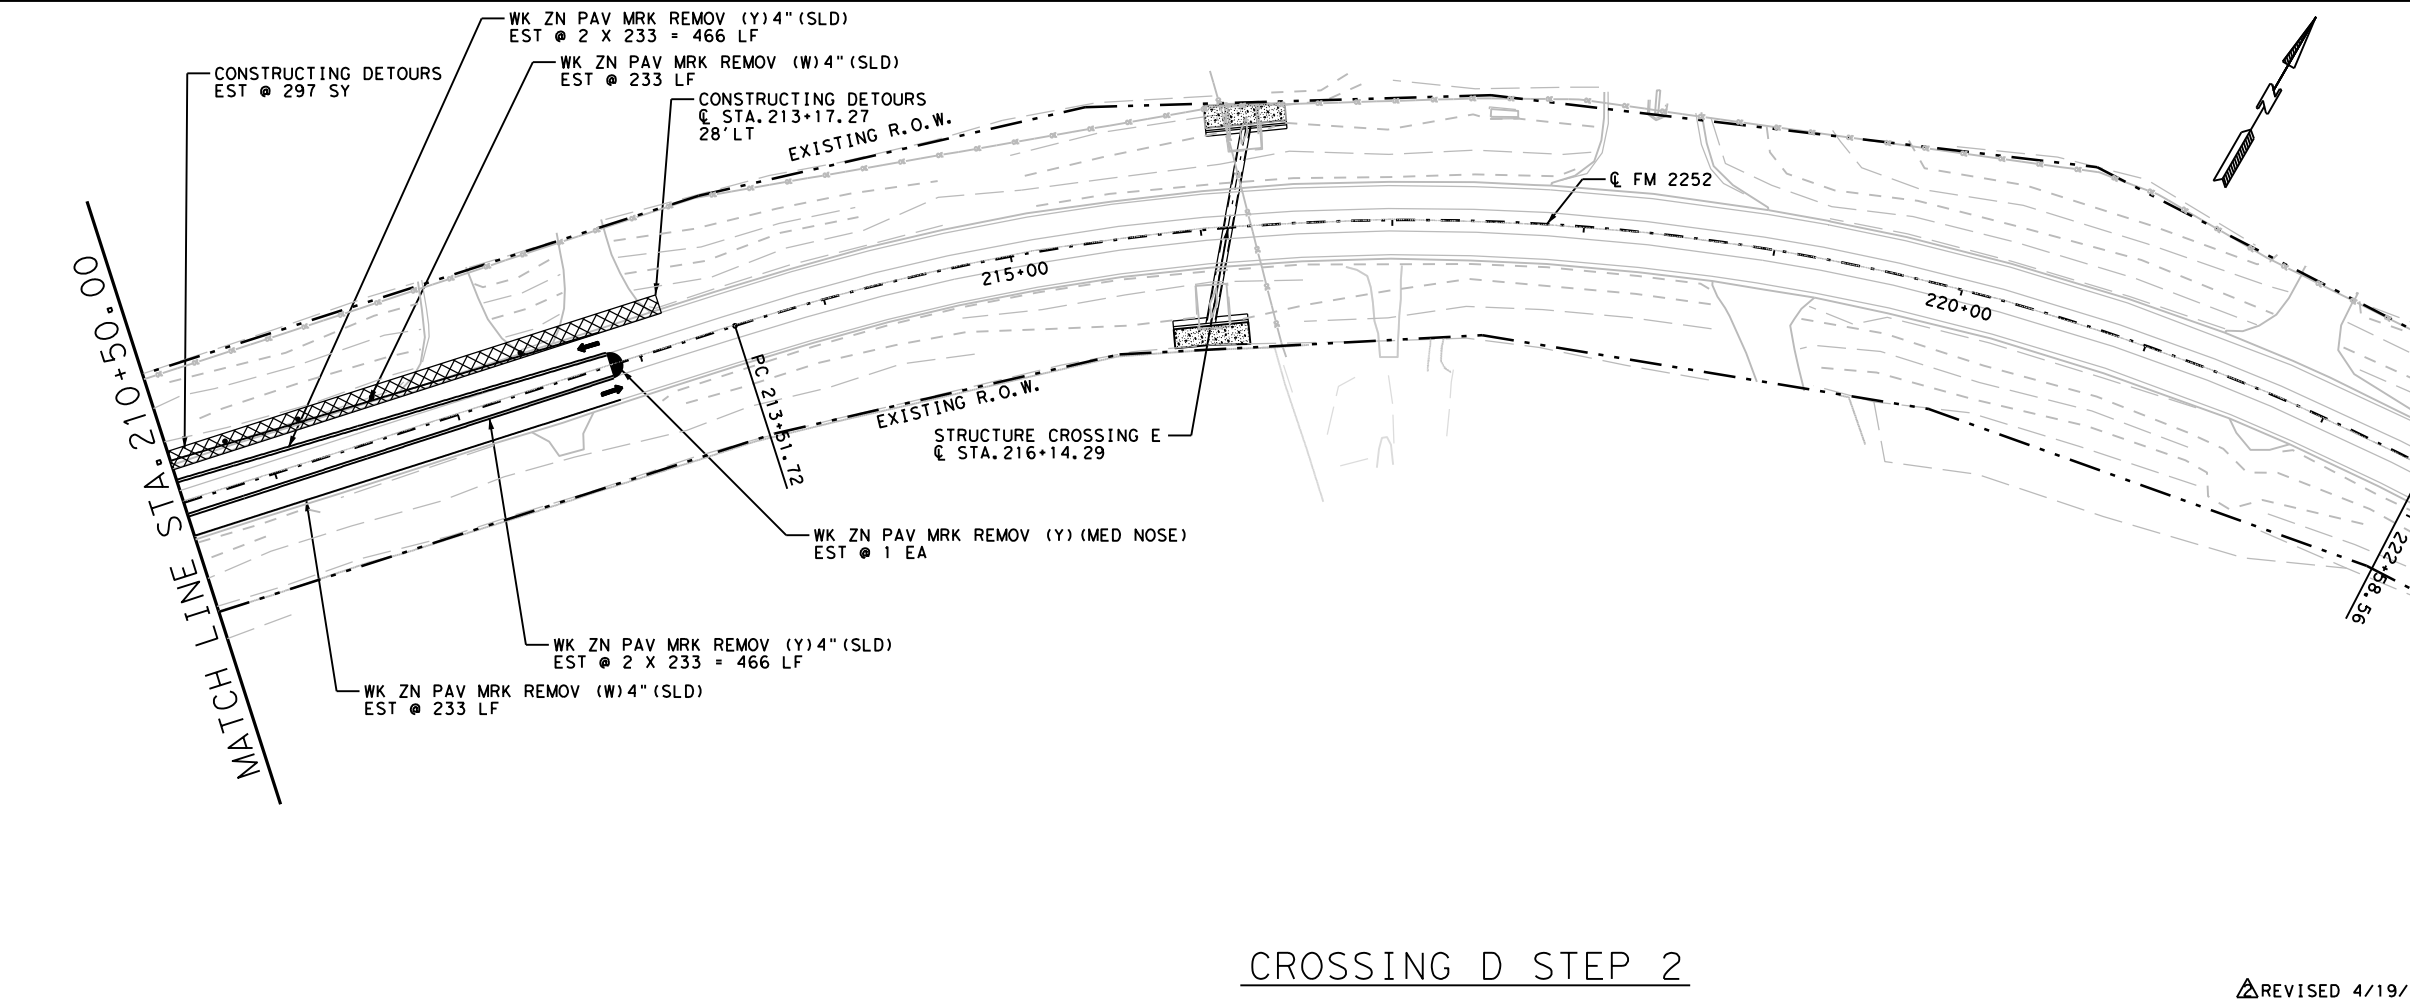 WK ZN PAV MRK REMOV (Y)4"(SLD)
EST @ 2 X 233 = 466 LF
WK ZN PAV MRK REMOV (W)4"(SLD)
EST @ 233 LF
CONSTRUCTING DETOURS
EST @ 297 SY
CONSTRUCTING DETOURS
℄ STA.213+17.27
28'LT
EXISTING R.O.W.
℄ FM 2252
215+00
220+00
MATCH LINE STA. 210+50.00
PC 213+51.72
EXISTING R.O.W.
STRUCTURE CROSSING E
℄ STA.216+14.29
WK ZN PAV MRK REMOV (Y)(MED NOSE)
EST @ 1 EA
222+58.56
WK ZN PAV MRK REMOV (Y)4"(SLD)
EST @ 2 X 233 = 466 LF
WK ZN PAV MRK REMOV (W)4"(SLD)
EST @ 233 LF
CROSSING D STEP 2
2 REVISED 4/19/